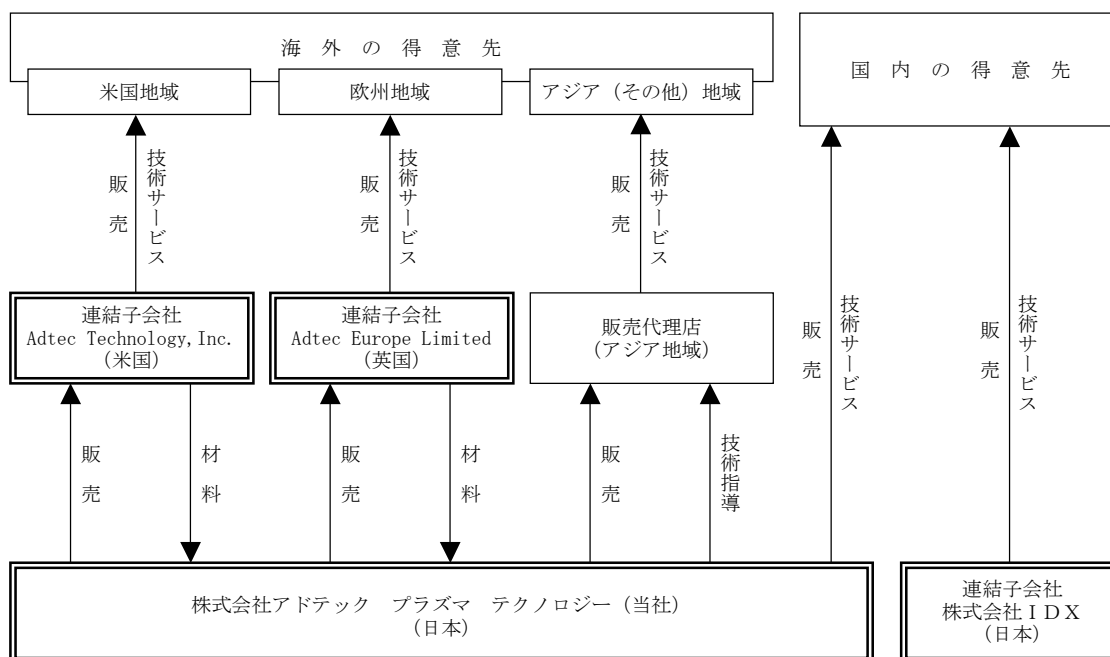 海外の得意先
国内の得意先
米国地域
欧州地域
アジア(その他)地域
販売
技術サービス
販売
技術サービス
販売
技術サービス
連結子会社
Adtec Technology,Inc.
(米国)
連結子会社
Adtec Europe Limited
(英国)
販売代理店
(アジア地域)
販売
技術サービス
販売
技術サービス
販売
材料
販売
材料
販売
技術指導
株式会社アドテック プラズマ テクノロジー(当社)
(日本)
連結子会社
株式会社IDX
(日本)